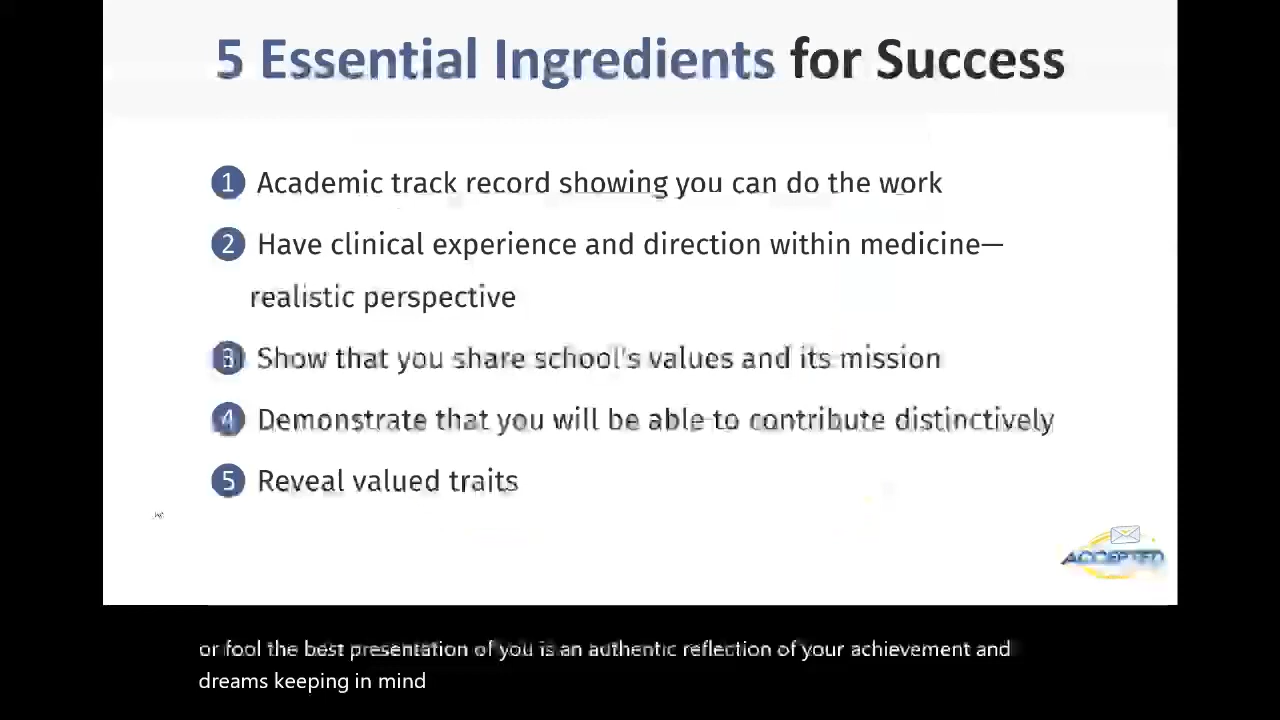 5 Essential Ingredients for Success
1 Academic track record showing you can do the work
2 Have clinical experience and direction within medicine—
realistic perspective
3 Show that you share school's values and its mission
4 Demonstrate that you will be able to contribute distinctively
5 Reveal valued traits
ACCEPTED
or fool the best presentation of you is an authentic reflection of your achievement and
dreams keeping in mind